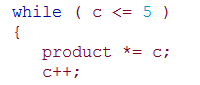 while ( c <= 5 )
{
product *= c;
c++;